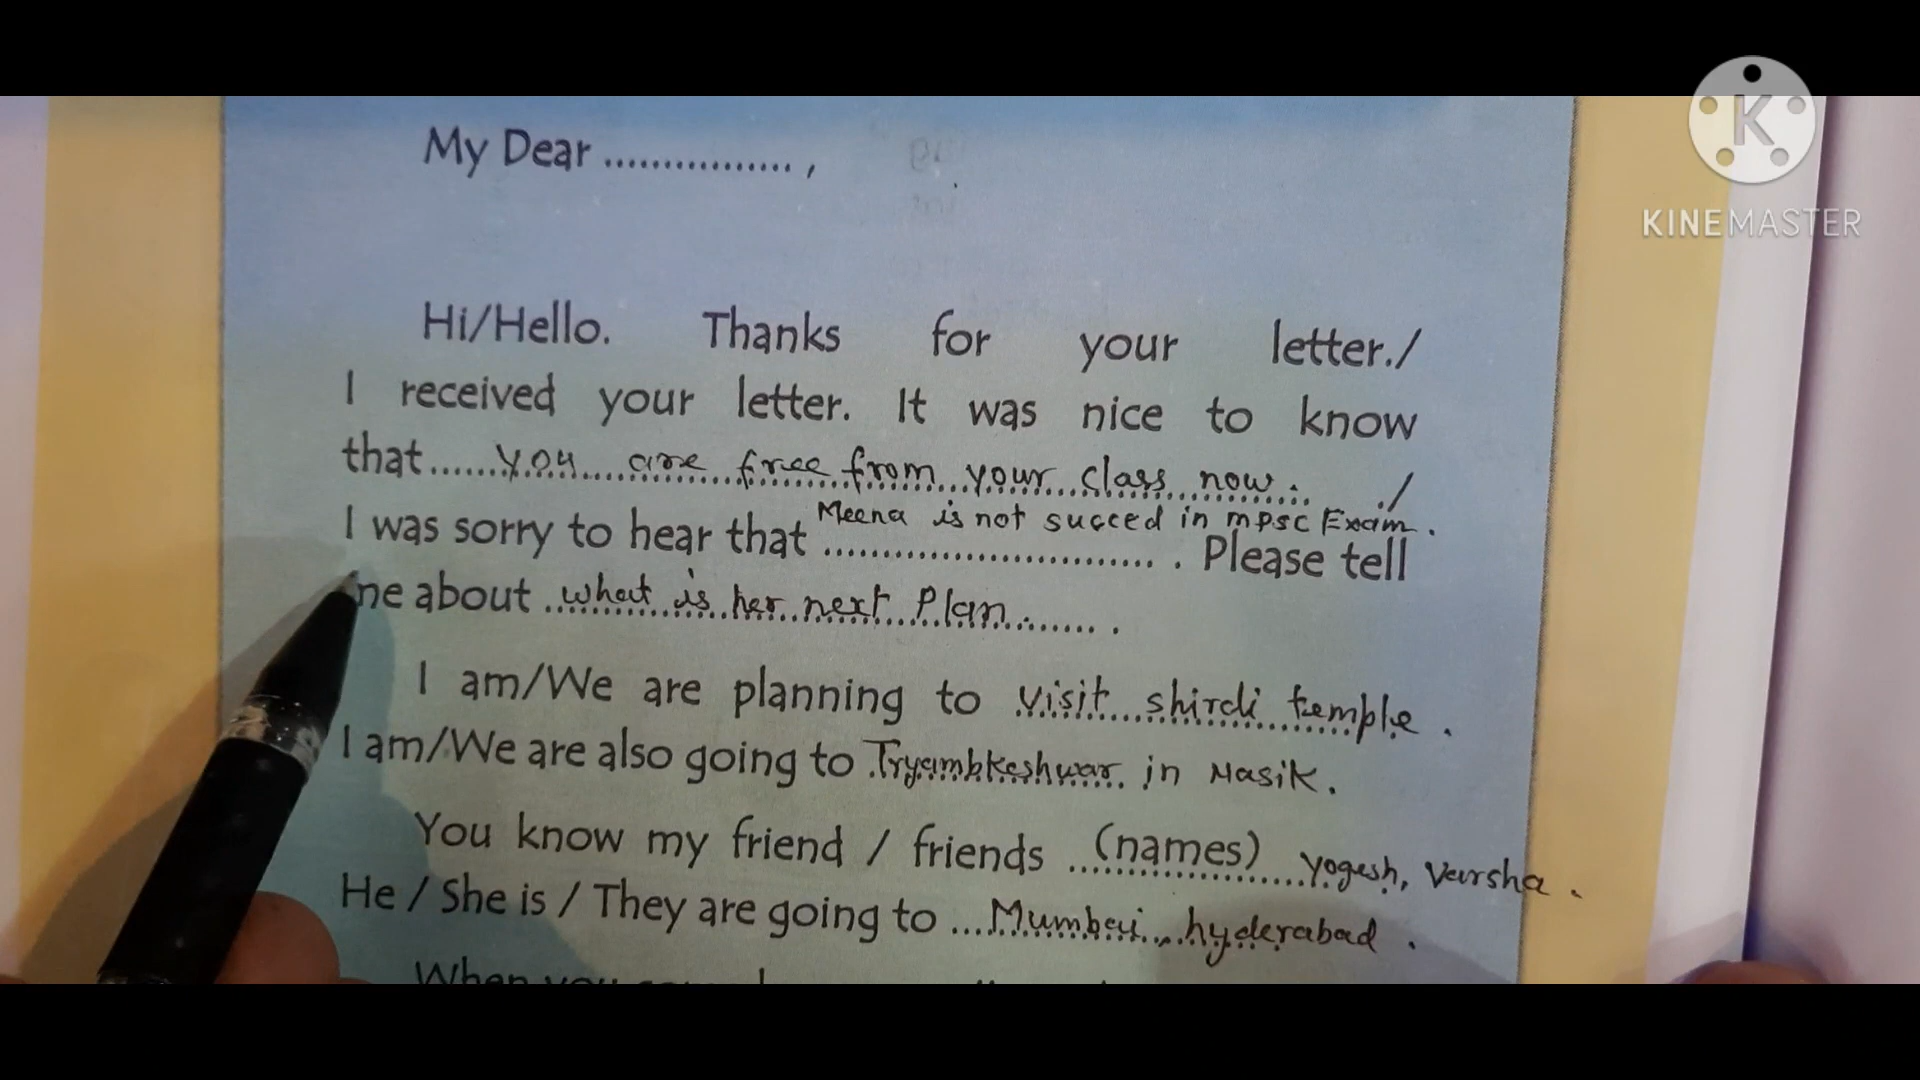 My Dear ................ ,
KINEMASTER
Hi/Hello. Thanks for your letter./
I received your letter. It was nice to know
that......you are free from your class now. ./
I was sorry to hear that Meena is not succed in MPSC Exam. ............................ . Please tell
me about ..what is her next Plan....... .
I am/We are planning to visit shirdi temple .
I am/We are also going to Tryambkeshwar in Nasik.
You know my friend / friends ..(names) Yogesh, Varsha .
He / She is / They are going to ...Mumbai, hyderabad .
When you